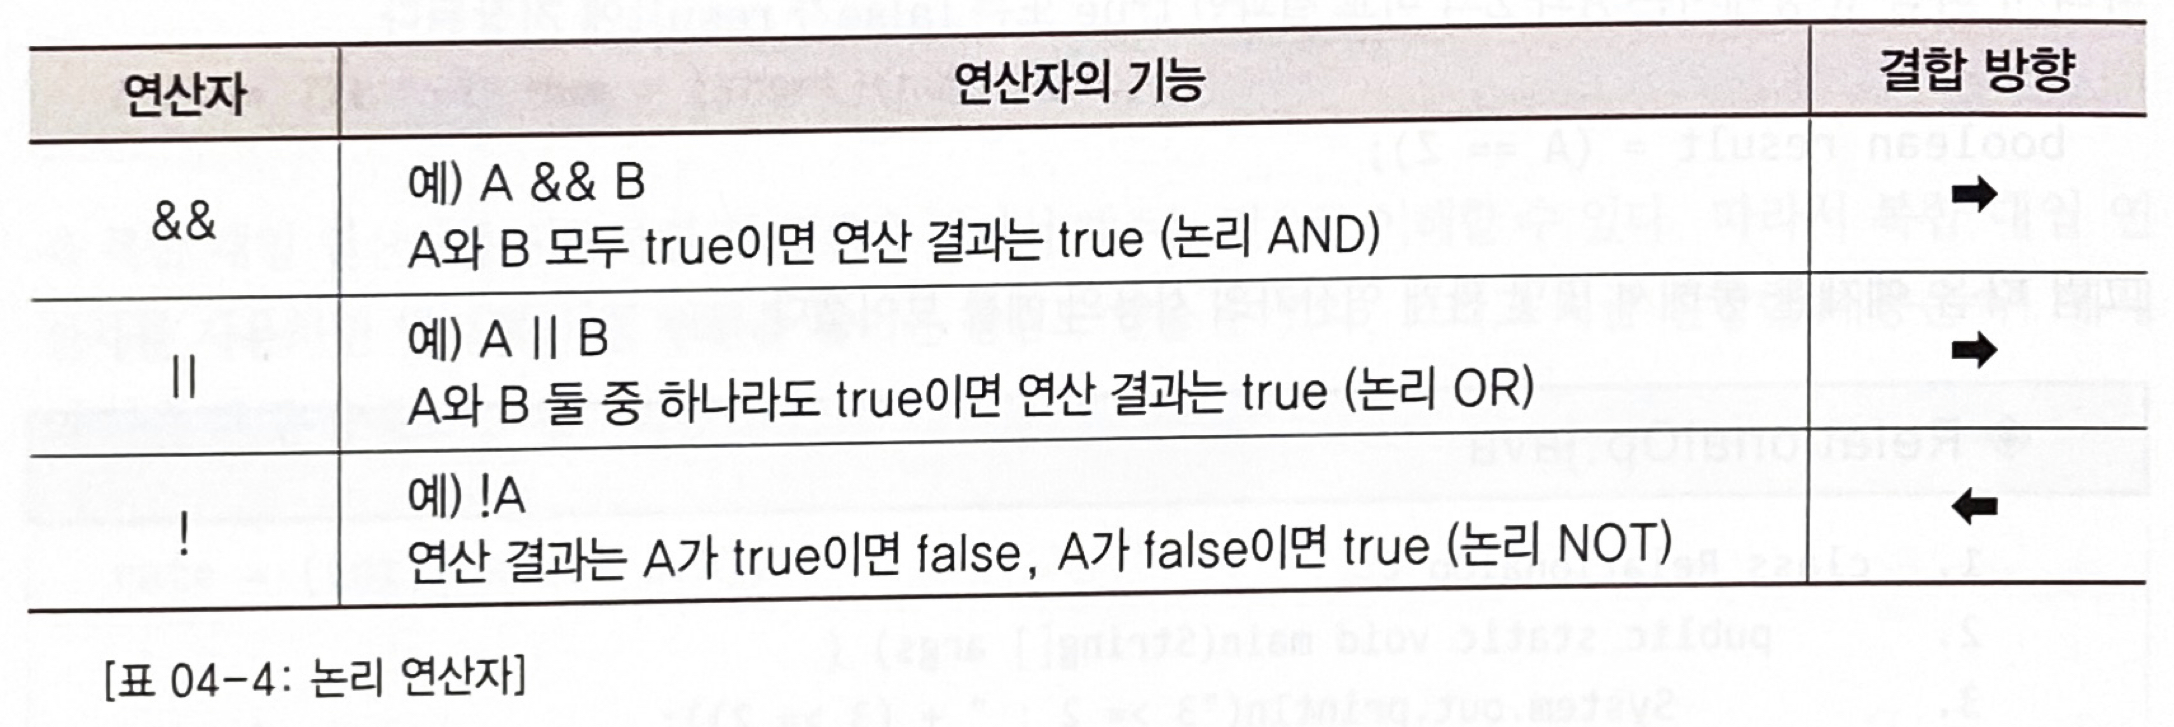 연산자 연산자의 기능 결합 방향
예) A && B
&& A와 B 모두 true이면 연산 결과는 true (논리 AND) ➡
예) A || B
|| A와 B 둘 중 하나라도 true이면 연산 결과는 true (논리 OR) ➡
예) !A
! 연산 결과는 A가 true이면 false, A가 false이면 true (논리 NOT) ⬅
[표 04-4: 논리 연산자]